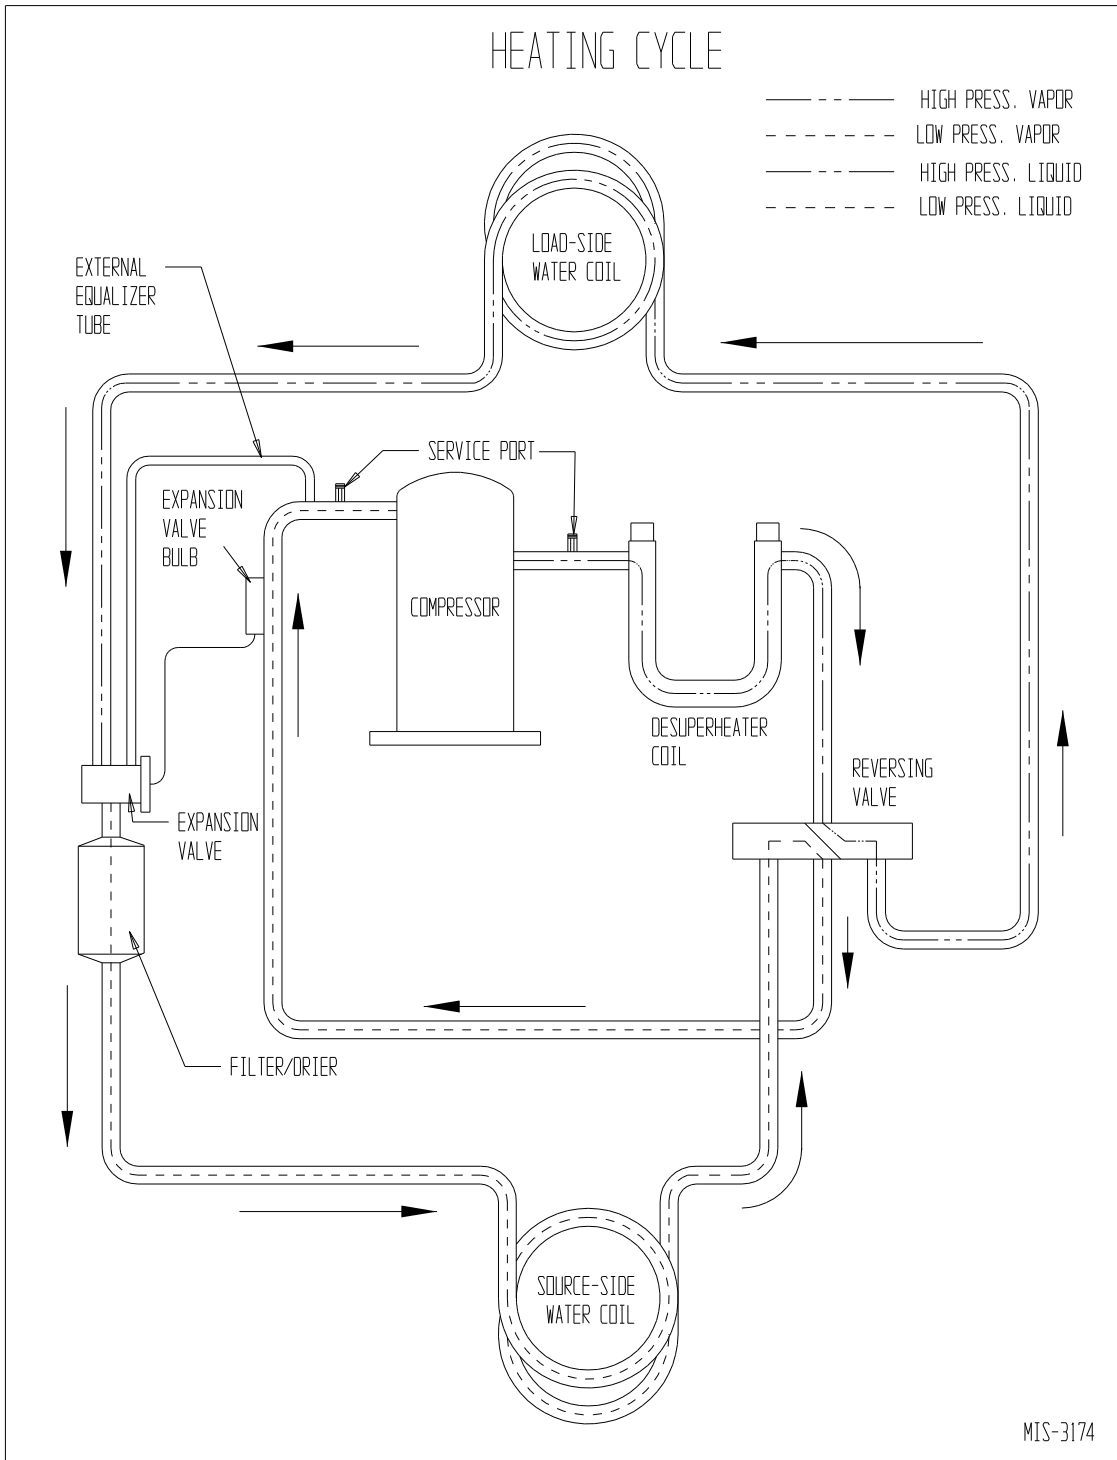 HEATING CYCLE
HIGH PRESS. VAPOR
LOW PRESS. VAPOR
HIGH PRESS. LIQUID
LOW PRESS. LIQUID
LOAD-SIDE
WATER COIL
EXTERNAL
EQUALIZER
TUBE
SERVICE PORT
EXPANSION
VALVE
BULB
COMPRESSOR
DESUPERHEATER
COIL
REVERSING
VALVE
EXPANSION
VALVE
FILTER/DRIER
SOURCE-SIDE
WATER COIL
MIS-3174